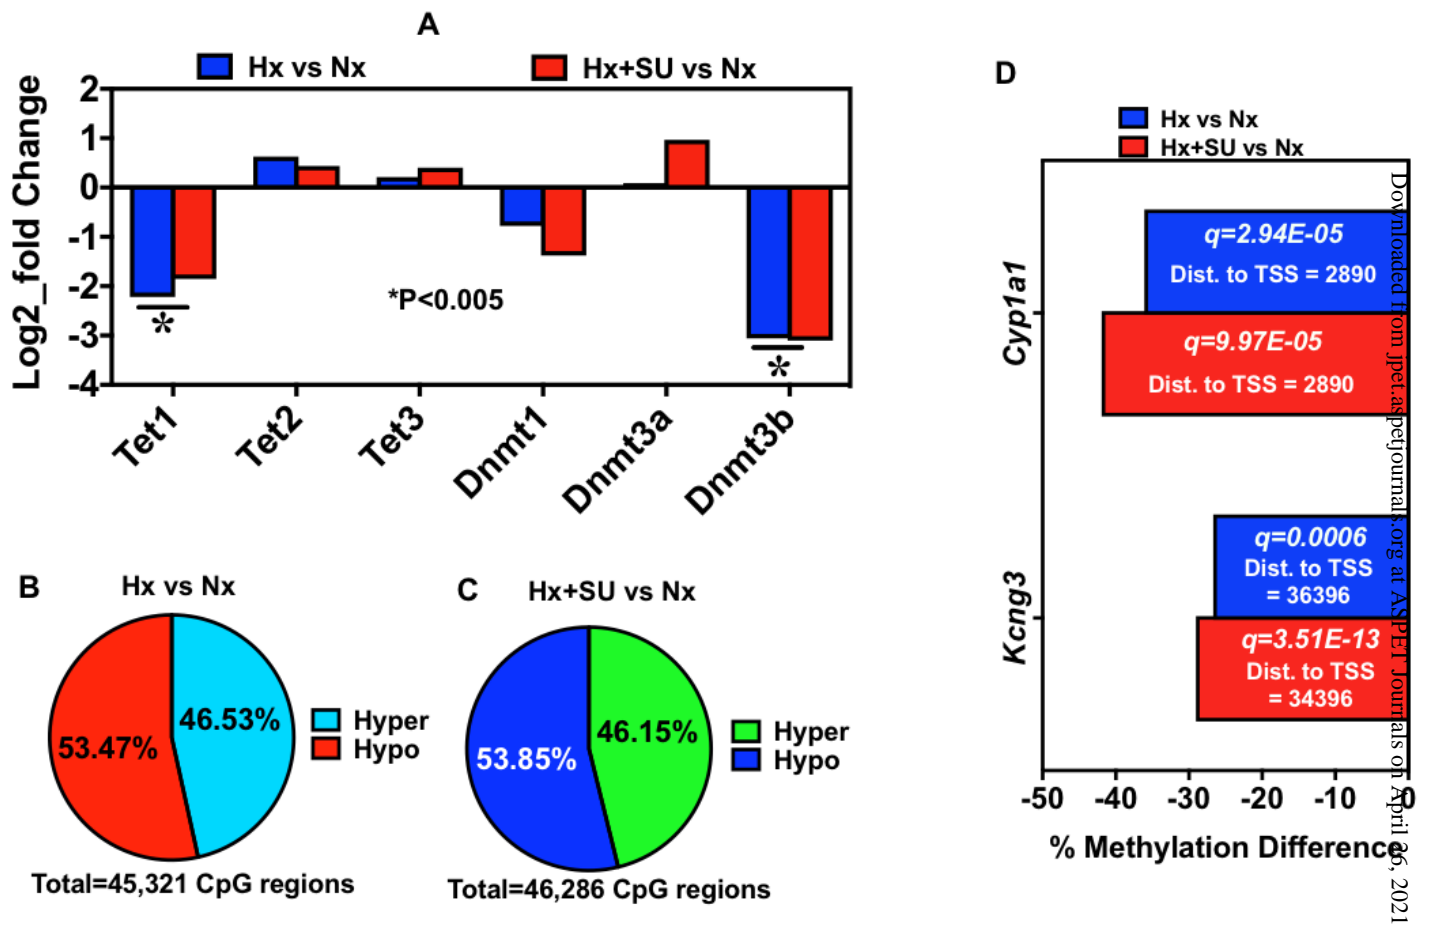 A
Hx vs Nx
Hx+SU vs Nx
Log2_fold Change
2
1
0
-1
-2
-3
-4
*P<0.005
*
*
Tet1
Tet2
Tet3
Dnmt1
Dnmt3a
Dnmt3b
B
Hx vs Nx
46.53%
53.47%
Hyper
Hypo
Total=45,321 CpG regions
C
Hx+SU vs Nx
46.15%
53.85%
Hyper
Hypo
Total=46,286 CpG regions
D
Hx vs Nx
Hx+SU vs Nx
Cyp1a1
q=2.94E-05
Dist. to TSS = 2890
q=9.97E-05
Dist. to TSS = 2890
Kcng3
q=0.0006
Dist. to TSS
= 36396
q=3.51E-13
Dist. to TSS
= 34396
-50
-40
-30
-20
-10
0
% Methylation Difference
Downloaded from jpet.aspetjournals.org at ASPET Journals on April 26, 2021